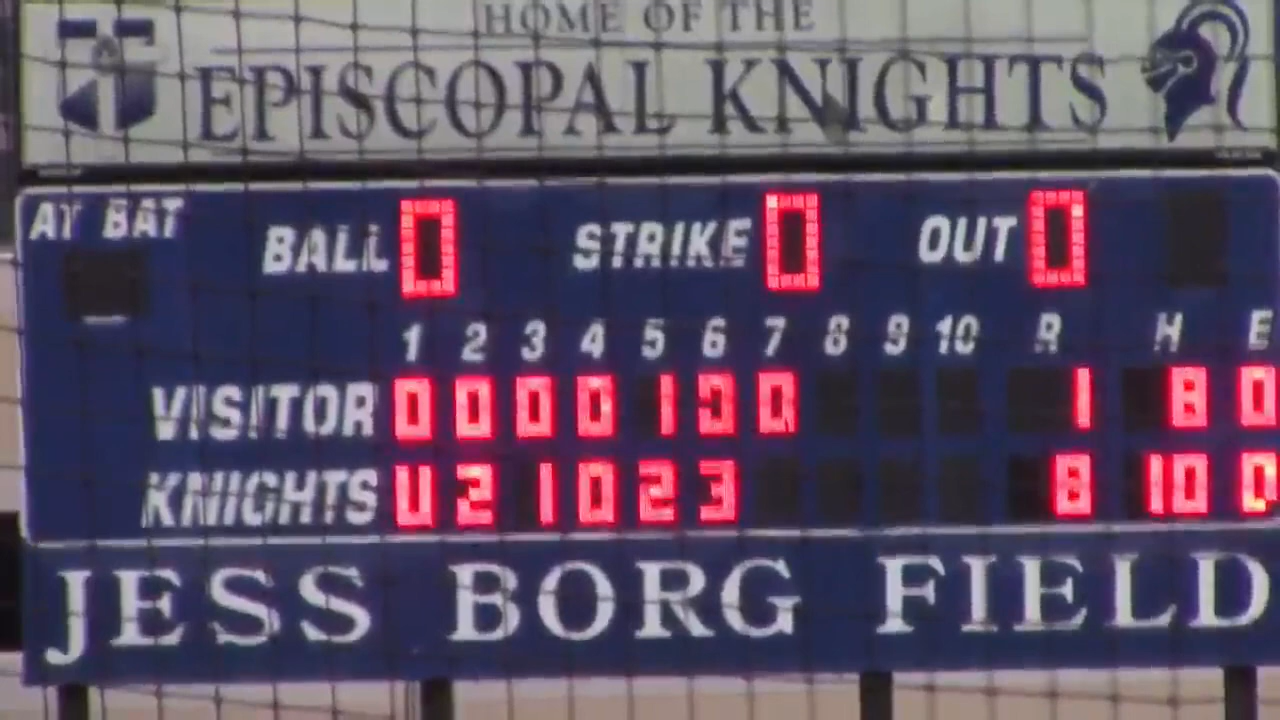 HOME OF THE
EPISCOPAL KNIGHTS
AT BAT
BALL 0 STRIKE 0 OUT 0
1 2 3 4 5 6 7 8 9 10 R H E
VISITOR 0 0 0 0 1 0 0 1 8 0
KNIGHTS 0 2 1 0 2 3 8 10 0
JESS BORG FIELD